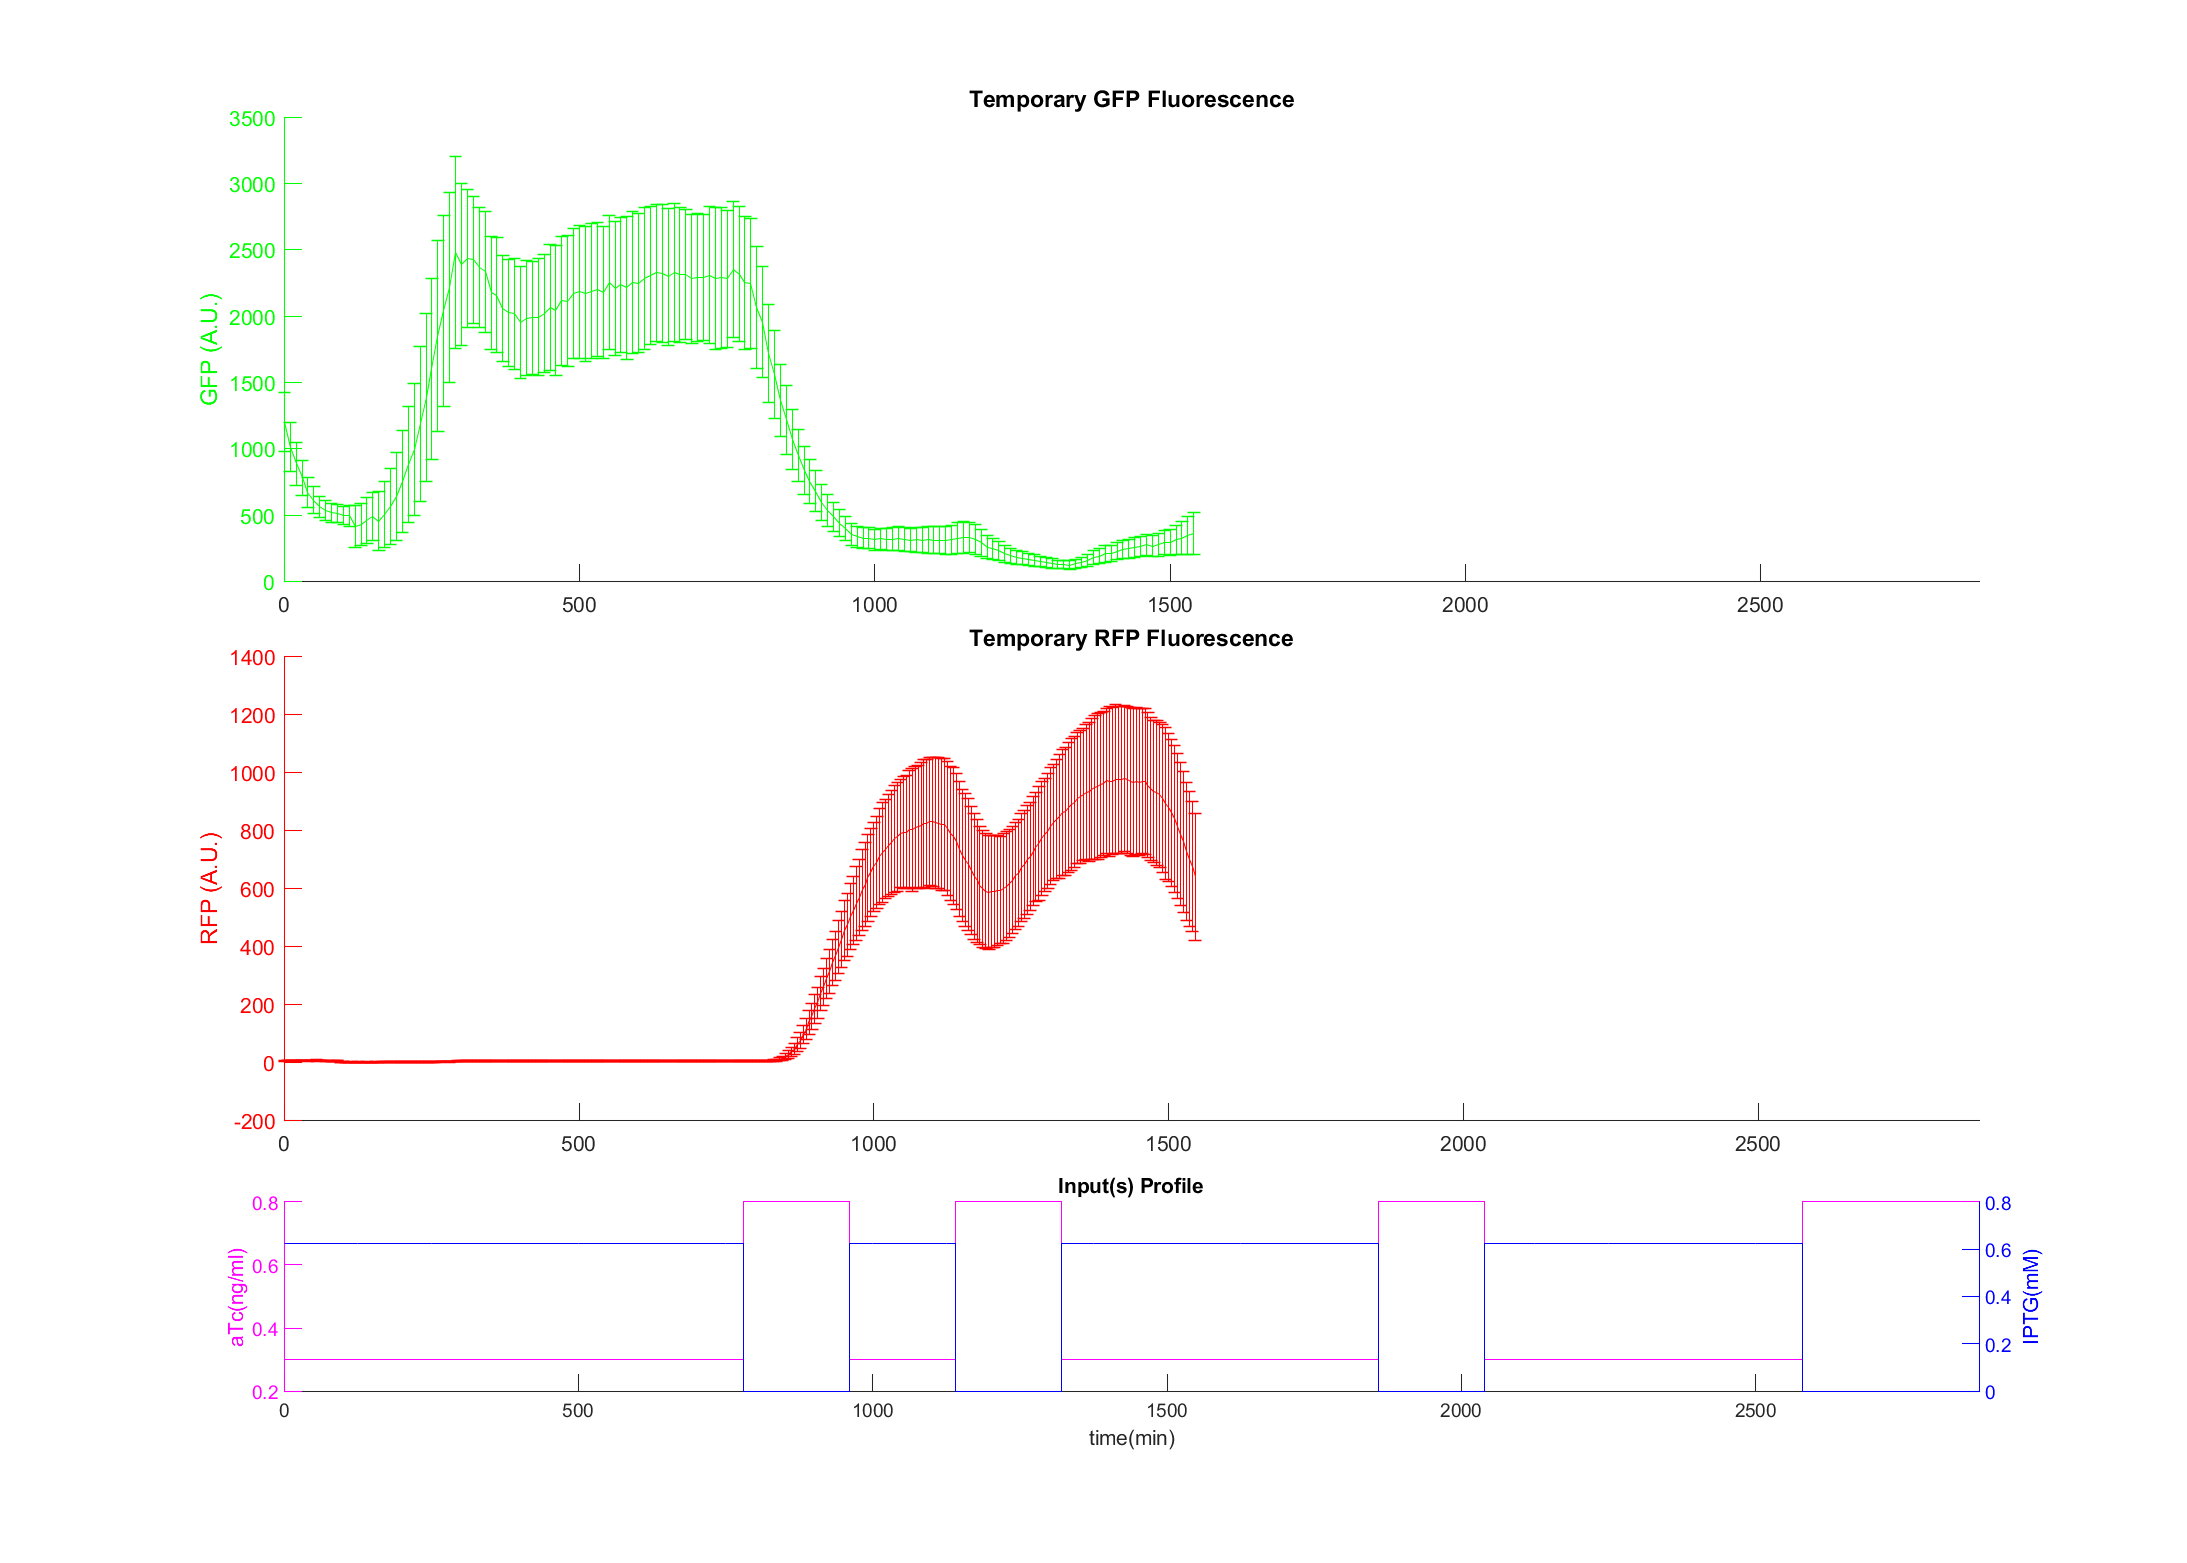 Temporary GFP Fluorescence
3500
3000
2500
2000
1500
1000
500
0
GFP (A.U.)
0 500 1000 1500 2000 2500
Temporary RFP Fluorescence
1400
1200
1000
800
600
400
200
0
-200
RFP (A.U.)
0 500 1000 1500 2000 2500
Input(s) Profile
0.8
0.6
0.4
0.2
aTc(ng/ml)
0.8
0.6
0.4
0.2
0
IPTG(mM)
0 500 1000 1500 2000 2500
time(min)